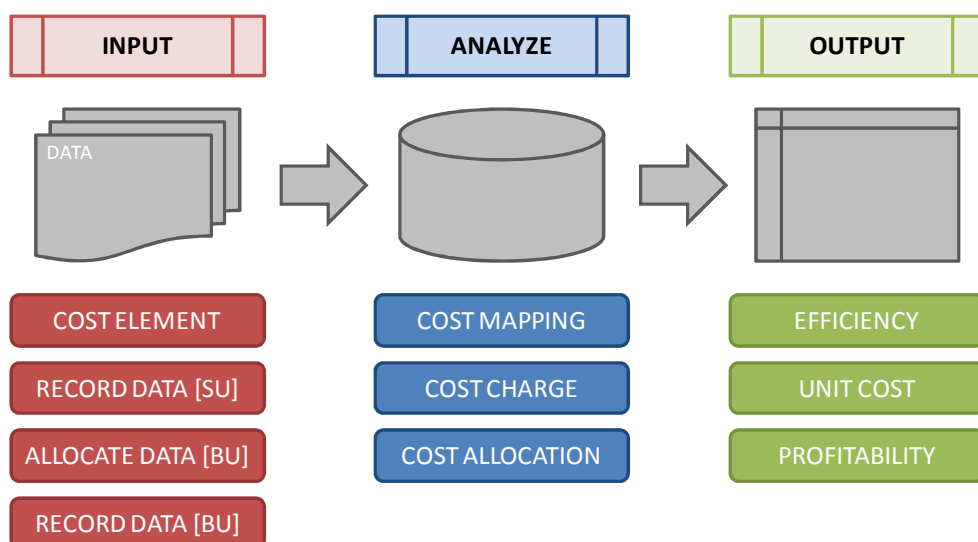 INPUT
ANALYZE
OUTPUT
DATA
COST ELEMENT
COST MAPPING
EFFICIENCY
RECORD DATA [SU]
COST CHARGE
UNIT COST
ALLOCATE DATA [BU]
COST ALLOCATION
PROFITABILITY
RECORD DATA [BU]